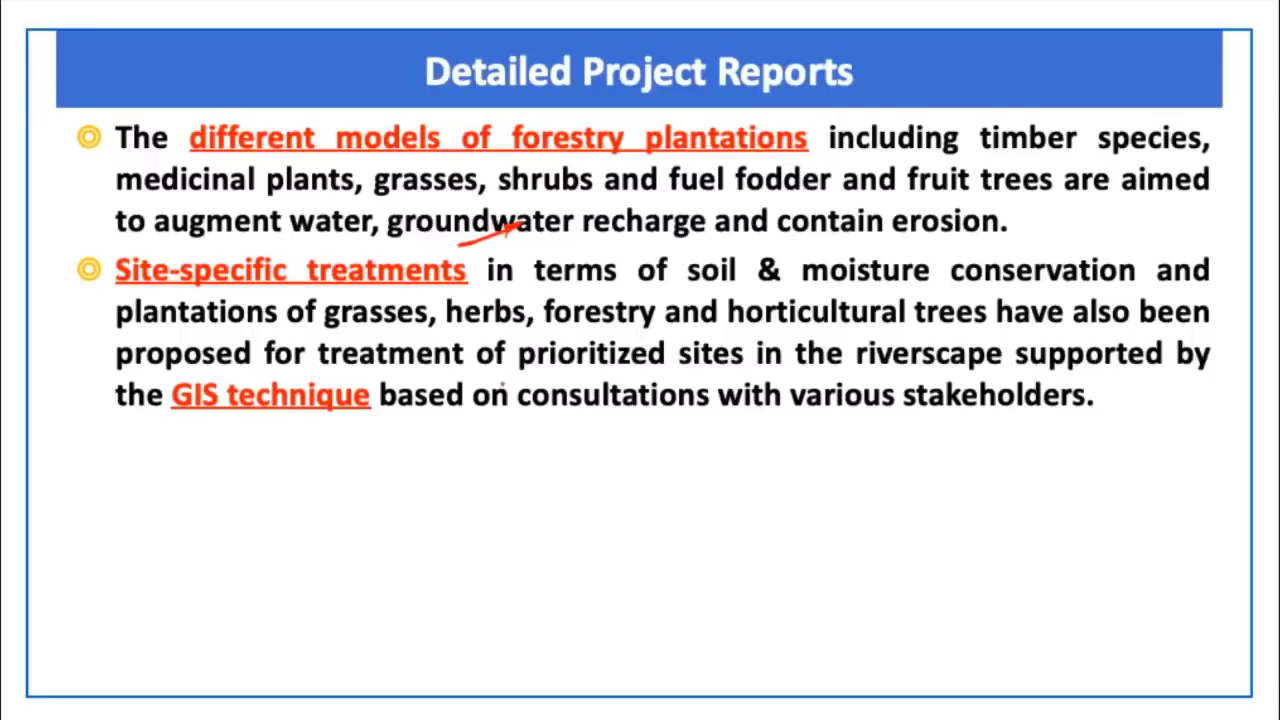 Detailed Project Reports
The different models of forestry plantations including timber species,
medicinal plants, grasses, shrubs and fuel fodder and fruit trees are aimed
to augment water, groundwater recharge and contain erosion.
Site-specific treatments in terms of soil & moisture conservation and
plantations of grasses, herbs, forestry and horticultural trees have also been
proposed for treatment of prioritized sites in the riverscape supported by
the GIS technique based on consultations with various stakeholders.